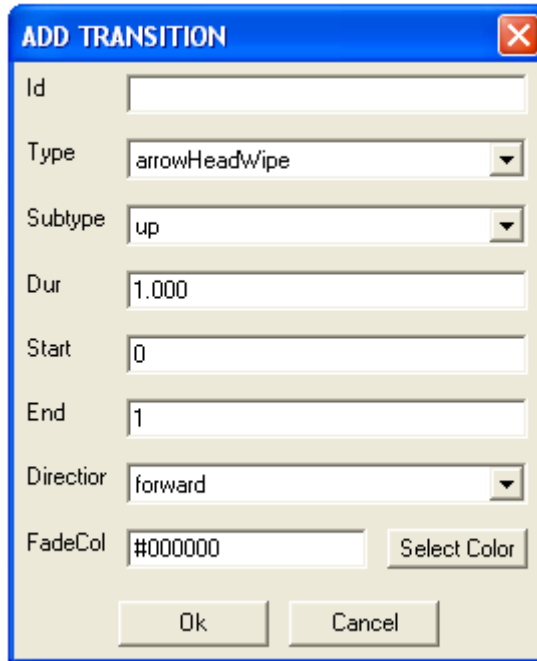 ADD TRANSITION
Id
Type arrowHeadWipe
Subtype up
Dur 1.000
Start 0
End 1
Directior forward
FadeCol #000000 Select Color
Ok Cancel